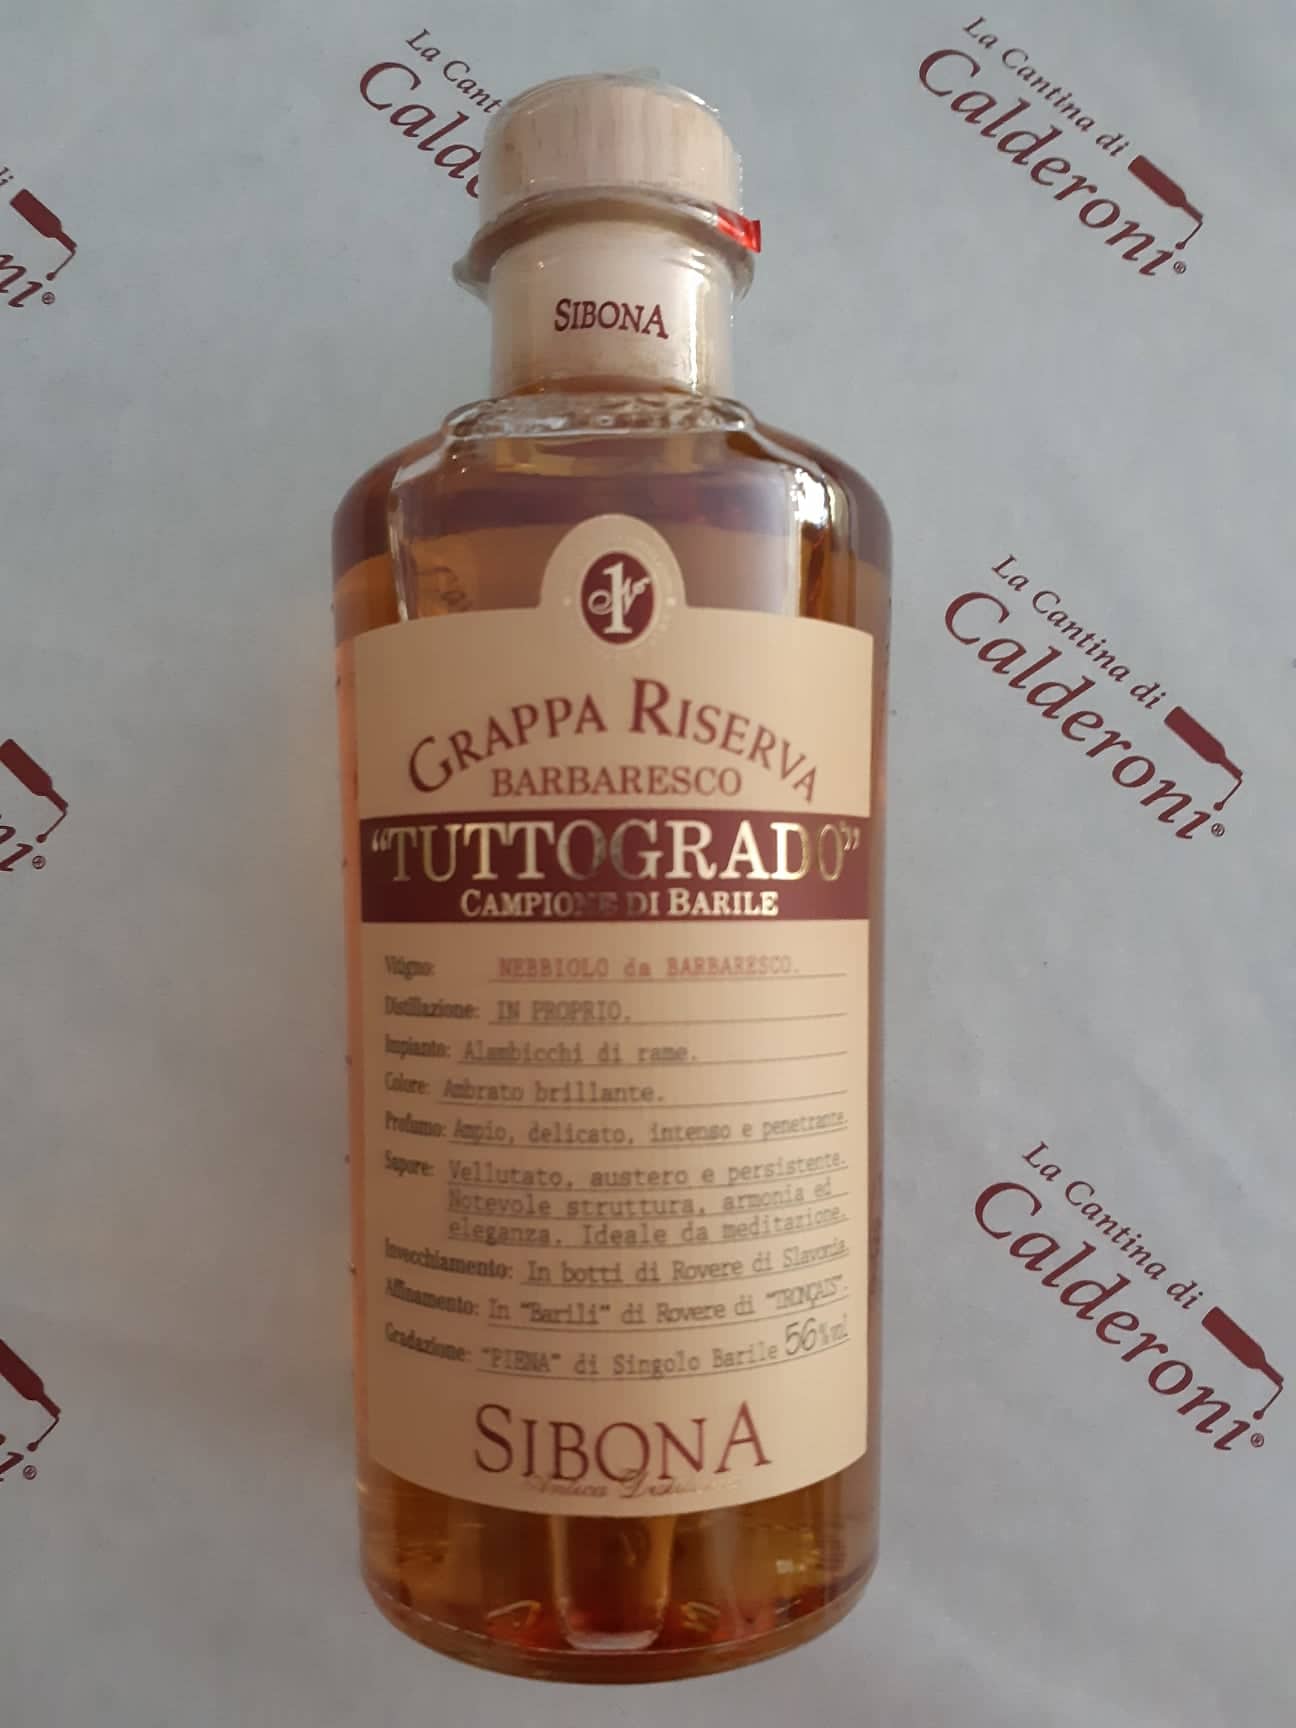 La Cantina di
Calderoni®
SIBONA
1
GRAPPA RISERVA
BARBARESCO
"TUTTOGRADO"
CAMPIONE DI BARILE
Vitigno: NEBBIOLO da BARBARESCO.
Distillazione: IN PROPRIO.
Impianto: Alambicchi di rame.
Colore: Ambrato brillante.
Profumo: Ampio, delicato, intenso e penetrante.
Sapore: Vellutato, austero e persistente.
Notevole struttura, armonia ed
eleganza. Ideale da meditazione.
Invecchiamento: In botti di Rovere di Slavonia.
Affinamento: In "Barili" di Rovere di "TRONÇAIS".
Gradazione: "PIENA" di Singolo Barile 56%vol
SIBONA
Antica
La Cantina di
Calderoni®
La Cantina di
Calderoni®